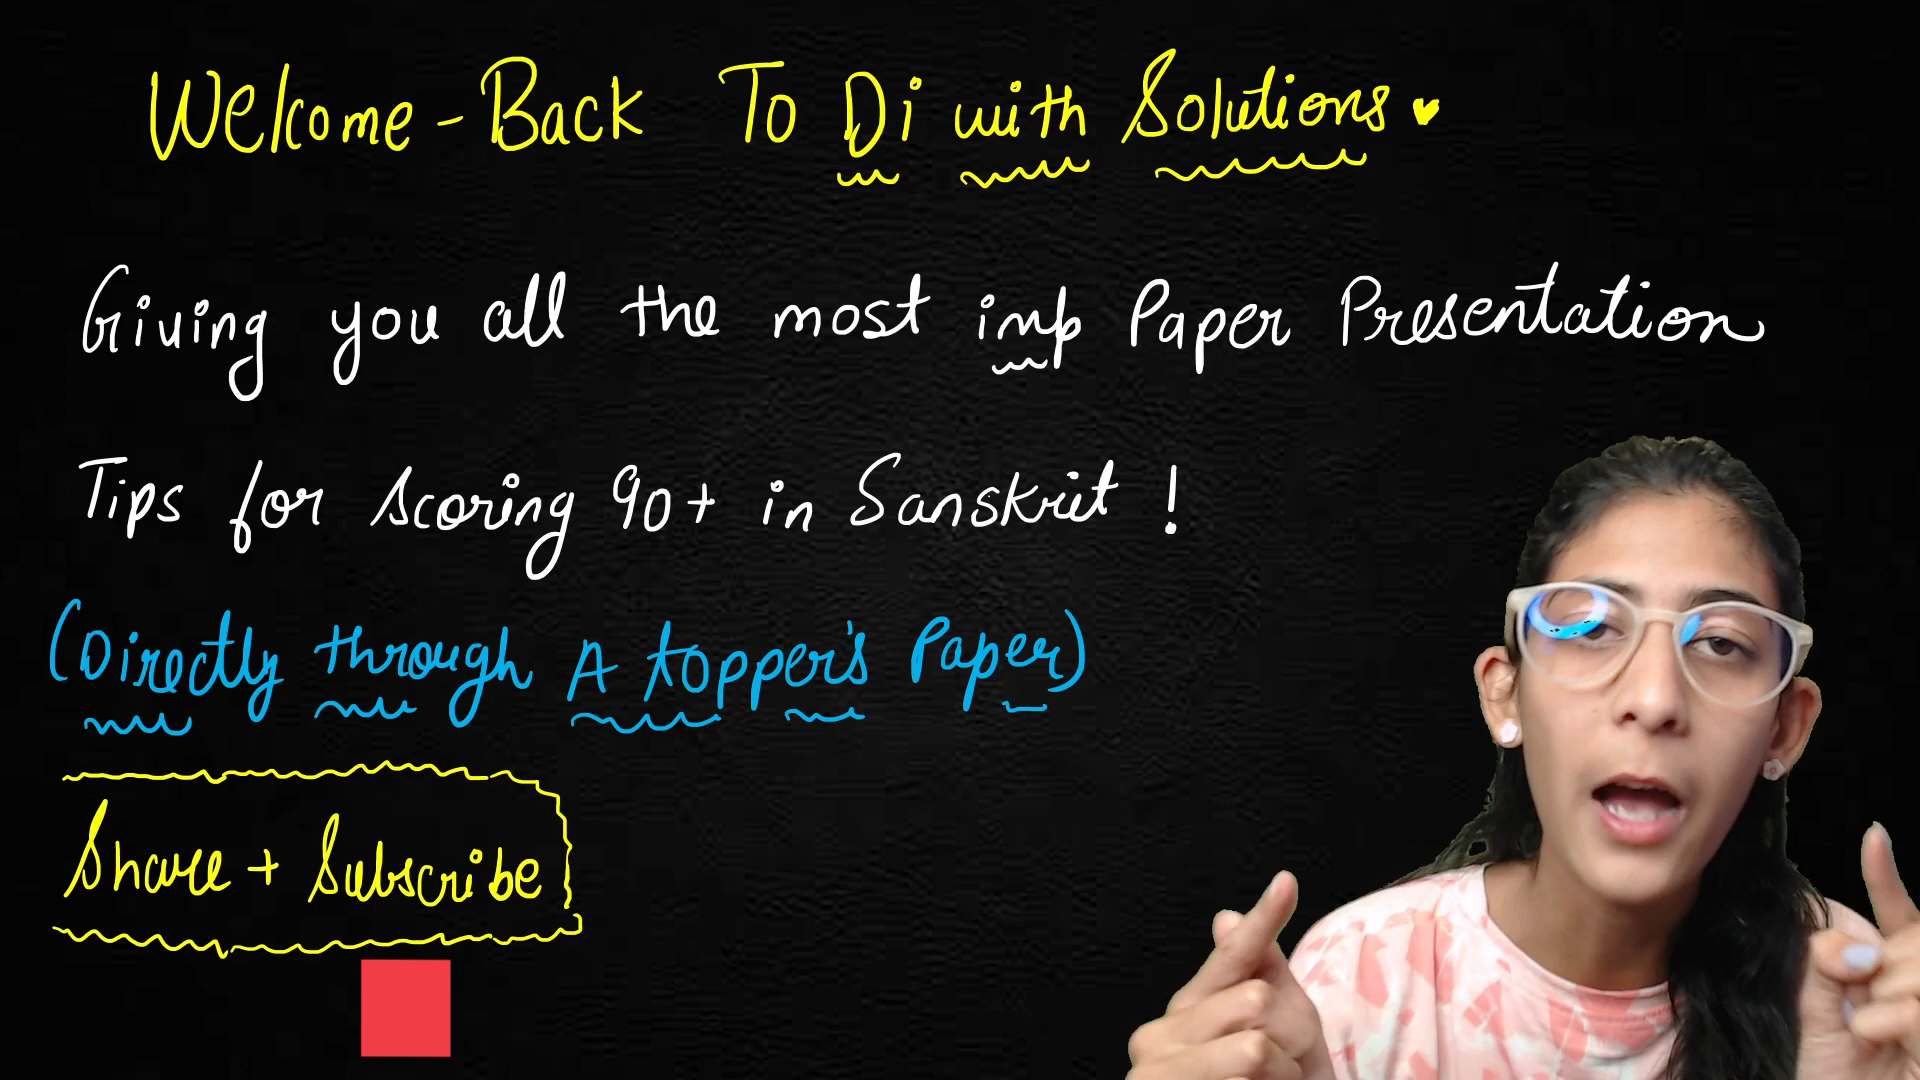 Welcome - Back To Di with Solutions
Giving you all the most imp Paper Presentation
Tips for scoring 90+ in Sanskrit !
(Directly through A topper's Paper)
Share + Subscribe